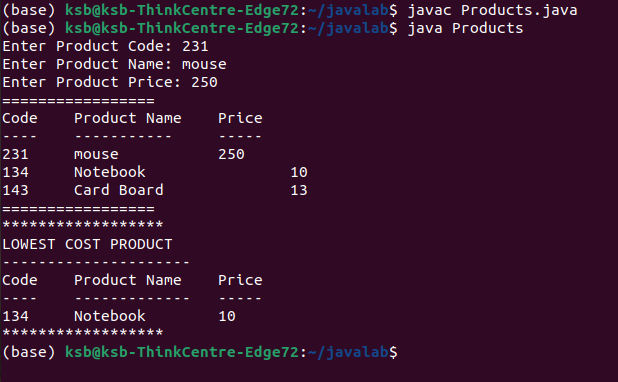 (base) ksb@ksb-ThinkCentre-Edge72:~/javalab$ javac Products.java
(base) ksb@ksb-ThinkCentre-Edge72:~/javalab$ java Products
Enter Product Code: 231
Enter Product Name: mouse
Enter Product Price: 250
=================
Code    Product Name    Price
----    -----------     -----
231     mouse           250
134     Notebook                10
143     Card Board              13
=================
******************
LOWEST COST PRODUCT
---------------------
Code    Product Name    Price
----    -------------   -----
134     Notebook        10
******************
(base) ksb@ksb-ThinkCentre-Edge72:~/javalab$